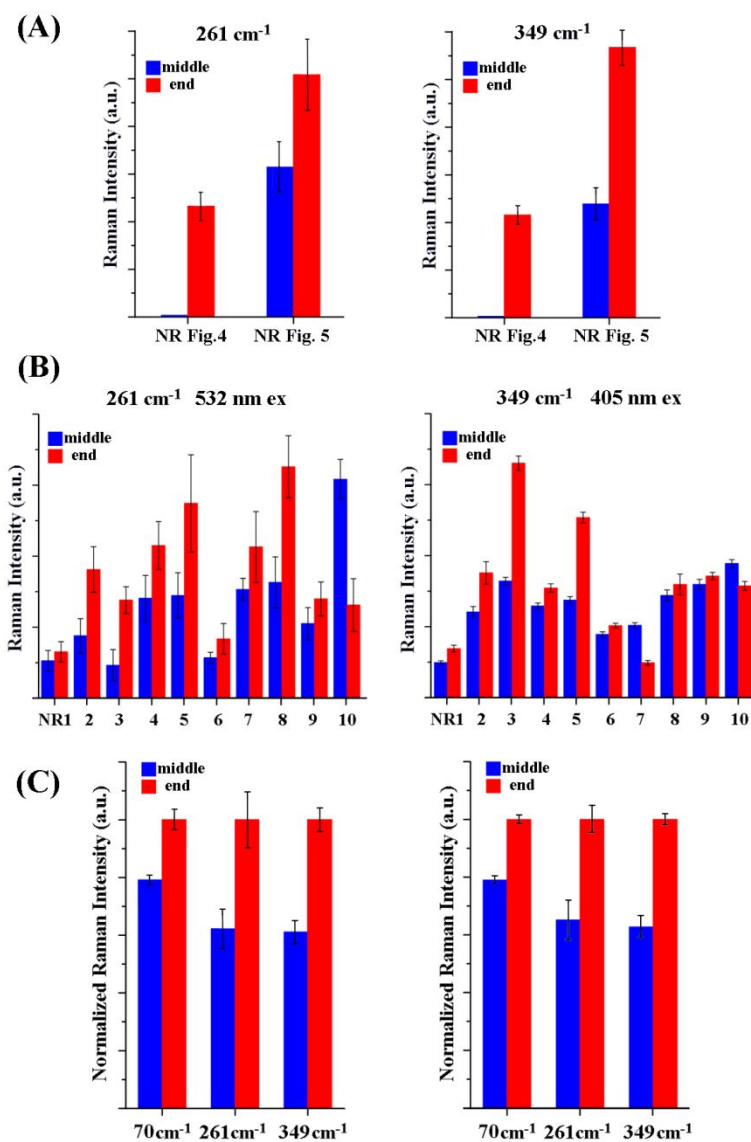 (A)
261 cm-1
middle
end
Raman Intensity (a.u.)
NR Fig.4 NR Fig. 5
349 cm-1
middle
end
Raman Intensity (a.u.)
NR Fig.4 NR Fig. 5
(B)
261 cm-1 532 nm ex
middle
end
Raman Intensity (a.u.)
NR1 2 3 4 5 6 7 8 9 10
349 cm-1 405 nm ex
middle
end
Raman Intensity (a.u.)
NR1 2 3 4 5 6 7 8 9 10
(C)
middle
end
Normalized Raman Intensity (a.u.)
70cm-1 261cm-1 349cm-1
middle
end
Normalized Raman Intensity (a.u.)
70cm-1 261cm-1 349cm-1